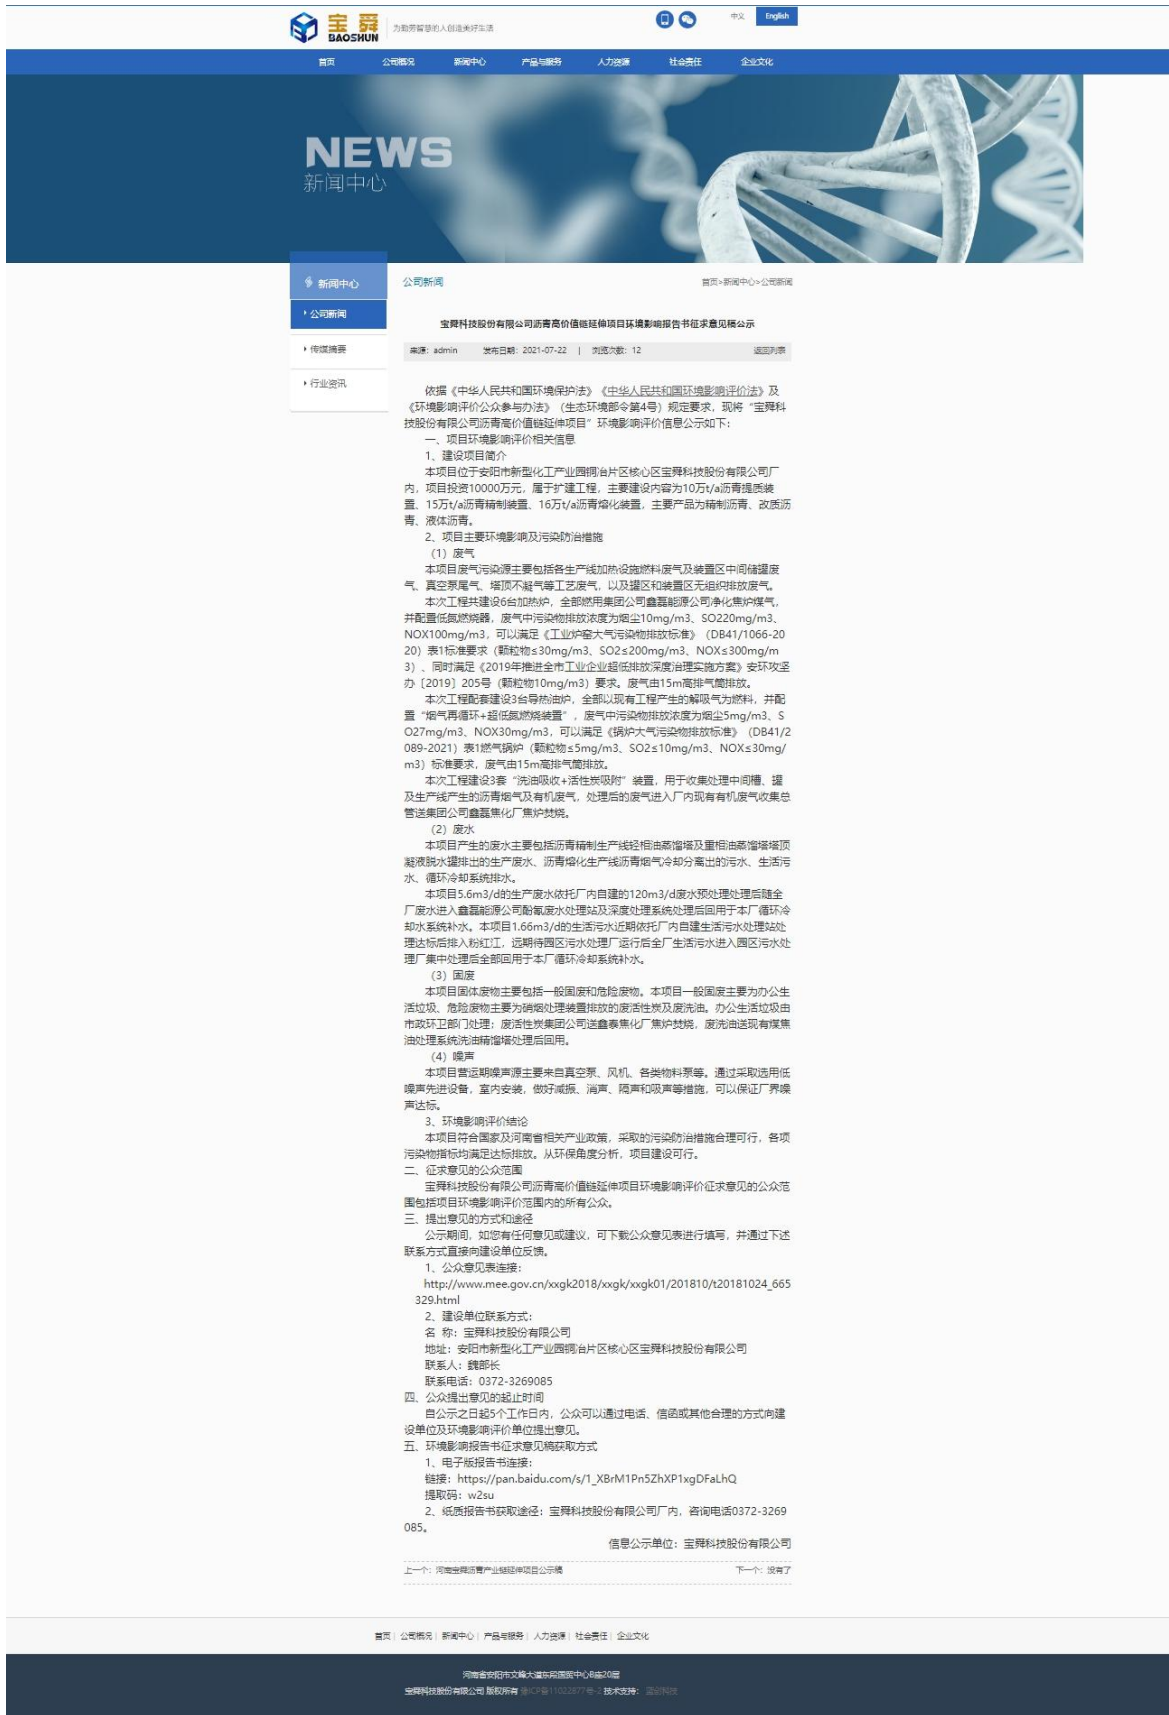 宝舜
BAOSHUN
为勤劳智慧的人创造美好生活
中文
English
首页 公司概况 新闻中心 产品与服务 人力资源 社会责任 企业文化
NEWS
新闻中心
新闻中心
公司新闻
传媒摘要
行业资讯
公司新闻
首页>新闻中心>公司新闻
宝舜科技股份有限公司沥青高价值链延伸项目环境影响报告书征求意见稿公示
来源：admin 发布日期：2021-07-22 | 浏览次数：12 返回列表
依据《中华人民共和国环境保护法》《中华人民共和国环境影响评价法》及
《环境影响评价公众参与办法》（生态环境部令第4号）规定要求，现将“宝舜科
技股份有限公司沥青高价值链延伸项目”环境影响评价信息公示如下：
一、项目环境影响评价相关信息
1、建设项目简介
本项目位于安阳市新型化工产业园铜冶片区核心区宝舜科技股份有限公司厂
内，项目投资10000万元，属于扩建工程，主要建设内容为10万t/a沥青提质装
置、15万t/a沥青精制装置、16万t/a沥青熔化装置，主要产品为精制沥青、改质沥
青、液体沥青。
2、项目主要环境影响及污染防治措施
（1）废气
本项目废气污染源主要包括各生产线加热设施燃料废气及装置区中间储罐废
气、真空泵尾气、塔顶不凝气等工艺废气，以及罐区和装置区无组织排放废气。
本次工程共建设6台加热炉，全部燃用集团公司鑫磊能源公司净化焦炉煤气，
并配置低氮燃烧器，废气中污染物排放浓度为烟尘10mg/m3、SO220mg/m3、
NOX100mg/m3，可以满足《工业炉窑大气污染物排放标准》（DB41/1066-20
20）表1标准要求（颗粒物≤30mg/m3、SO2≤200mg/m3、NOX≤300mg/m
3）、同时满足《2019年推进全市工业企业超低排放深度治理实施方案》安环攻坚
办［2019］205号（颗粒物10mg/m3）要求。废气由15m高排气筒排放。
本次工程配套建设3台导热油炉，全部以现有工程产生的解吸气为燃料，并配
置“烟气再循环+超低氮燃烧装置”，废气中污染物排放浓度为烟尘5mg/m3、S
O27mg/m3、NOX30mg/m3，可以满足《锅炉大气污染物排放标准》（DB41/2
089-2021）表1燃气锅炉（颗粒物≤5mg/m3、SO2≤10mg/m3、NOX≤30mg/
m3）标准要求，废气由15m高排气筒排放。
本次工程建设3套“洗油吸收+活性炭吸附”装置，用于收集处理中间槽、罐
及生产线产生的沥青烟气及有机废气，处理后的废气进入厂内现有有机废气收集总
管送集团公司鑫磊焦化厂焦炉焚烧。
（2）废水
本项目产生的废水主要包括沥青精制生产线轻相油蒸馏塔及重相油蒸馏塔塔顶
凝液脱水罐排出的生产废水、沥青熔化生产线沥青烟气冷却分离出的污水、生活污
水、循环冷却系统排水。
本项目5.6m3/d的生产废水依托厂内自建的120m3/d废水预处理处理后随全
厂废水进入鑫磊能源公司酚氰废水处理站及深度处理系统处理后回用于本厂循环冷
却水系统补水。本项目1.66m3/d的生活污水近期依托厂内自建生活污水处理站处
理达标后排入粉红江，远期待园区污水处理厂运行后全厂生活污水进入园区污水处
理厂集中处理后全部回用于本厂循环冷却系统补水。
（3）固废
本项目固体废物主要包括一般固废和危险废物。本项目一般固废主要为办公生
活垃圾、危险废物主要为硝烟处理装置排放的废活性炭及废洗油。办公生活垃圾由
市政环卫部门处理；废活性炭集团公司送鑫泰焦化厂焦炉焚烧，废洗油送现有煤焦
油处理系统洗油精馏塔处理后回用。
（4）噪声
本项目营运期噪声源主要来自真空泵、风机、各类物料泵等。通过采取选用低
噪声先进设备，室内安装，做好减振、消声、隔声和吸声等措施，可以保证厂界噪
声达标。
3、环境影响评价结论
本项目符合国家及河南省相关产业政策，采取的污染防治措施合理可行，各项
污染物指标均满足达标排放。从环保角度分析，项目建设可行。
二、征求意见的公众范围
宝舜科技股份有限公司沥青高价值链延伸项目环境影响评价征求意见的公众范
围包括项目环境影响评价范围内的所有公众。
三、提出意见的方式和途径
公示期间，如您有任何意见或建议，可下载公众意见表进行填写，并通过下述
联系方式直接向建设单位反馈。
1、公众意见表连接：
http://www.mee.gov.cn/xxgk2018/xxgk/xxgk01/201810/t20181024_665
329.html
2、建设单位联系方式：
名 称：宝舜科技股份有限公司
地址：安阳市新型化工产业园铜冶片区核心区宝舜科技股份有限公司
联系人：魏部长
联系电话：0372-3269085
四、公众提出意见的起止时间
自公示之日起5个工作日内，公众可以通过电话、信函或其他合理的方式向建
设单位及环境影响评价单位提出意见。
五、环境影响报告书征求意见稿获取方式
1、电子版报告书连接：
链接：https://pan.baidu.com/s/1_XBrM1Pn5ZhXP1xgDFaLhQ
提取码：w2su
2、纸质报告书获取途径：宝舜科技股份有限公司厂内，咨询电话0372-3269
085。
信息公示单位：宝舜科技股份有限公司
上一个：河南宝舜沥青产业链延伸项目公示稿 下一个：没有了
首页| 公司概况| 新闻中心| 产品与服务| 人力资源| 社会责任| 企业文化
河南省安阳市文峰大道东段国贸中心B座20层
宝舜科技股份有限公司 版权所有 豫ICP备11022877号-2 技术支持：